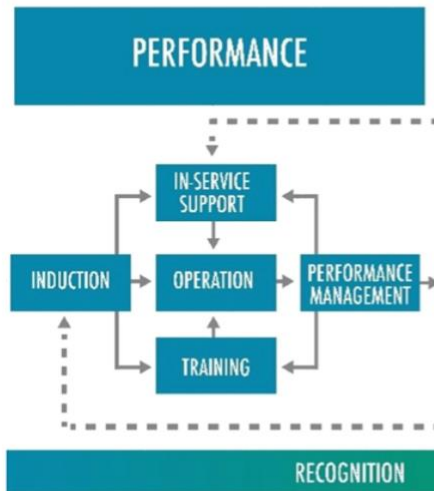 PERFORMANCE
IN-SERVICE
SUPPORT
INDUCTION
OPERATION
PERFORMANCE
MANAGEMENT
TRAINING
RECOGNITION